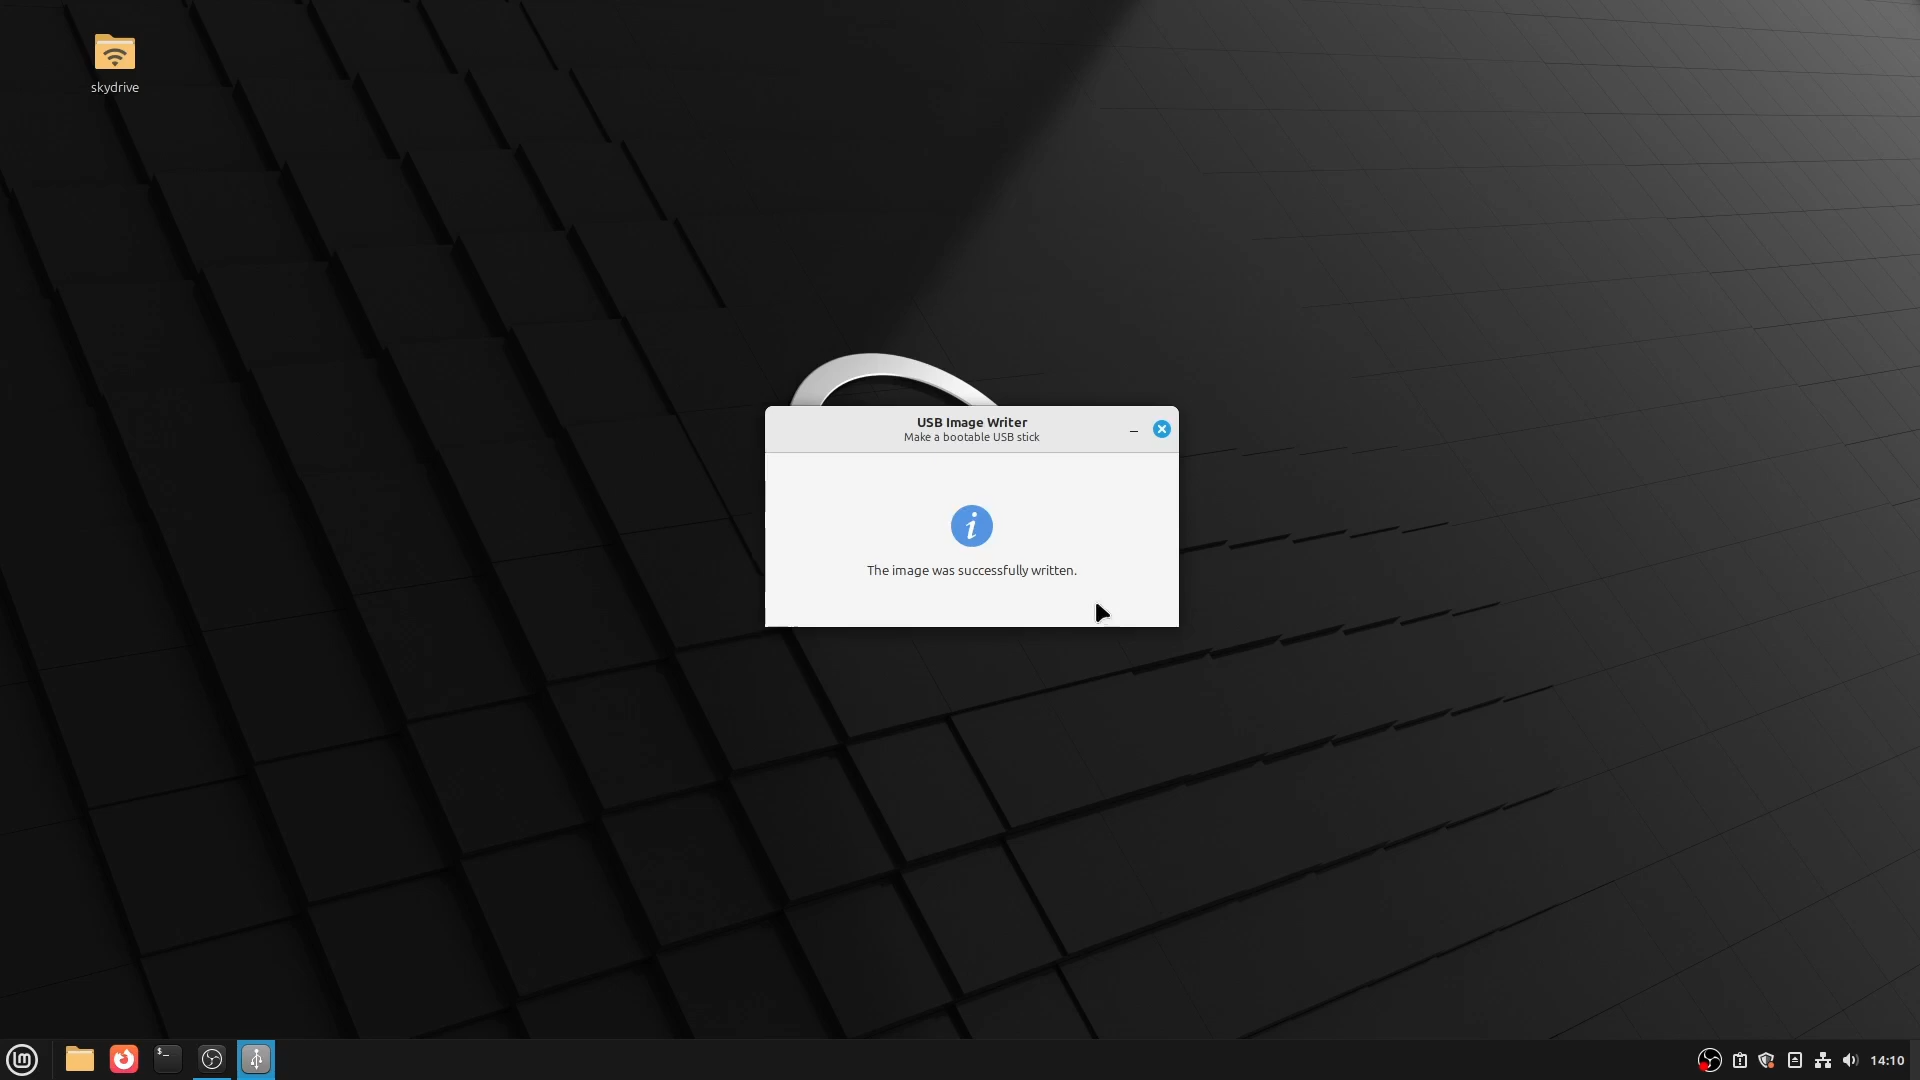 skydrive
USB Image Writer
Make a bootable USB stick
The image was successfully written.
14:10